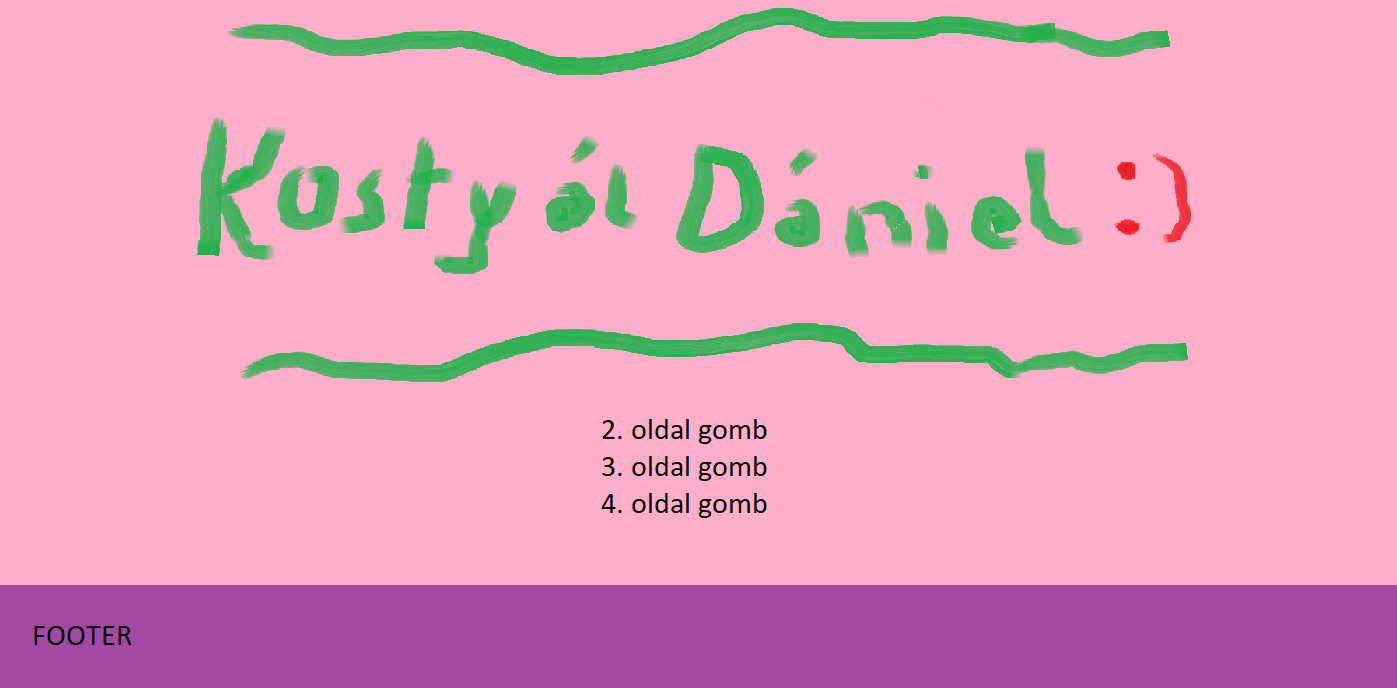 Kostyál Dániel :)
2. oldal gomb
3. oldal gomb
4. oldal gomb
FOOTER